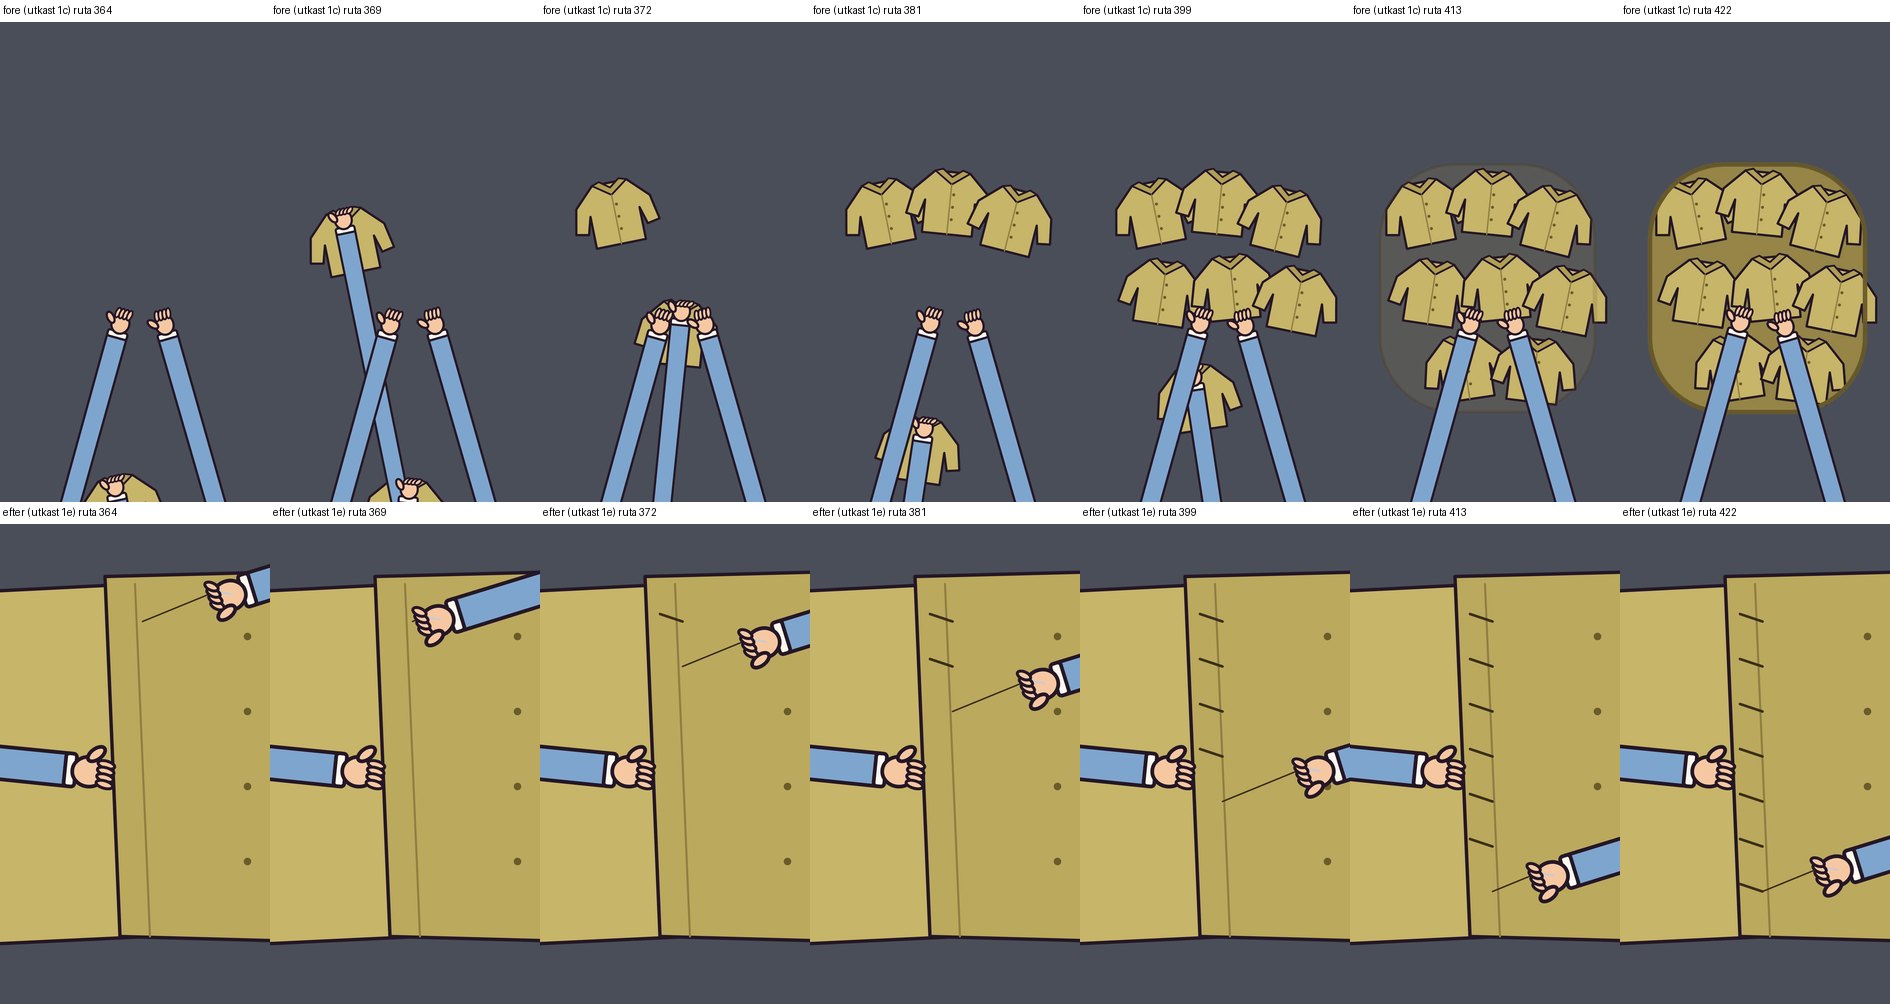 fore (utkast 1c) ruta 364
fore (utkast 1c) ruta 369
fore (utkast 1c) ruta 372
fore (utkast 1c) ruta 381
fore (utkast 1c) ruta 399
fore (utkast 1c) ruta 413
fore (utkast 1c) ruta 422
efter (utkast 1e) ruta 364
efter (utkast 1e) ruta 369
efter (utkast 1e) ruta 372
efter (utkast 1e) ruta 381
efter (utkast 1e) ruta 399
efter (utkast 1e) ruta 413
efter (utkast 1e) ruta 422